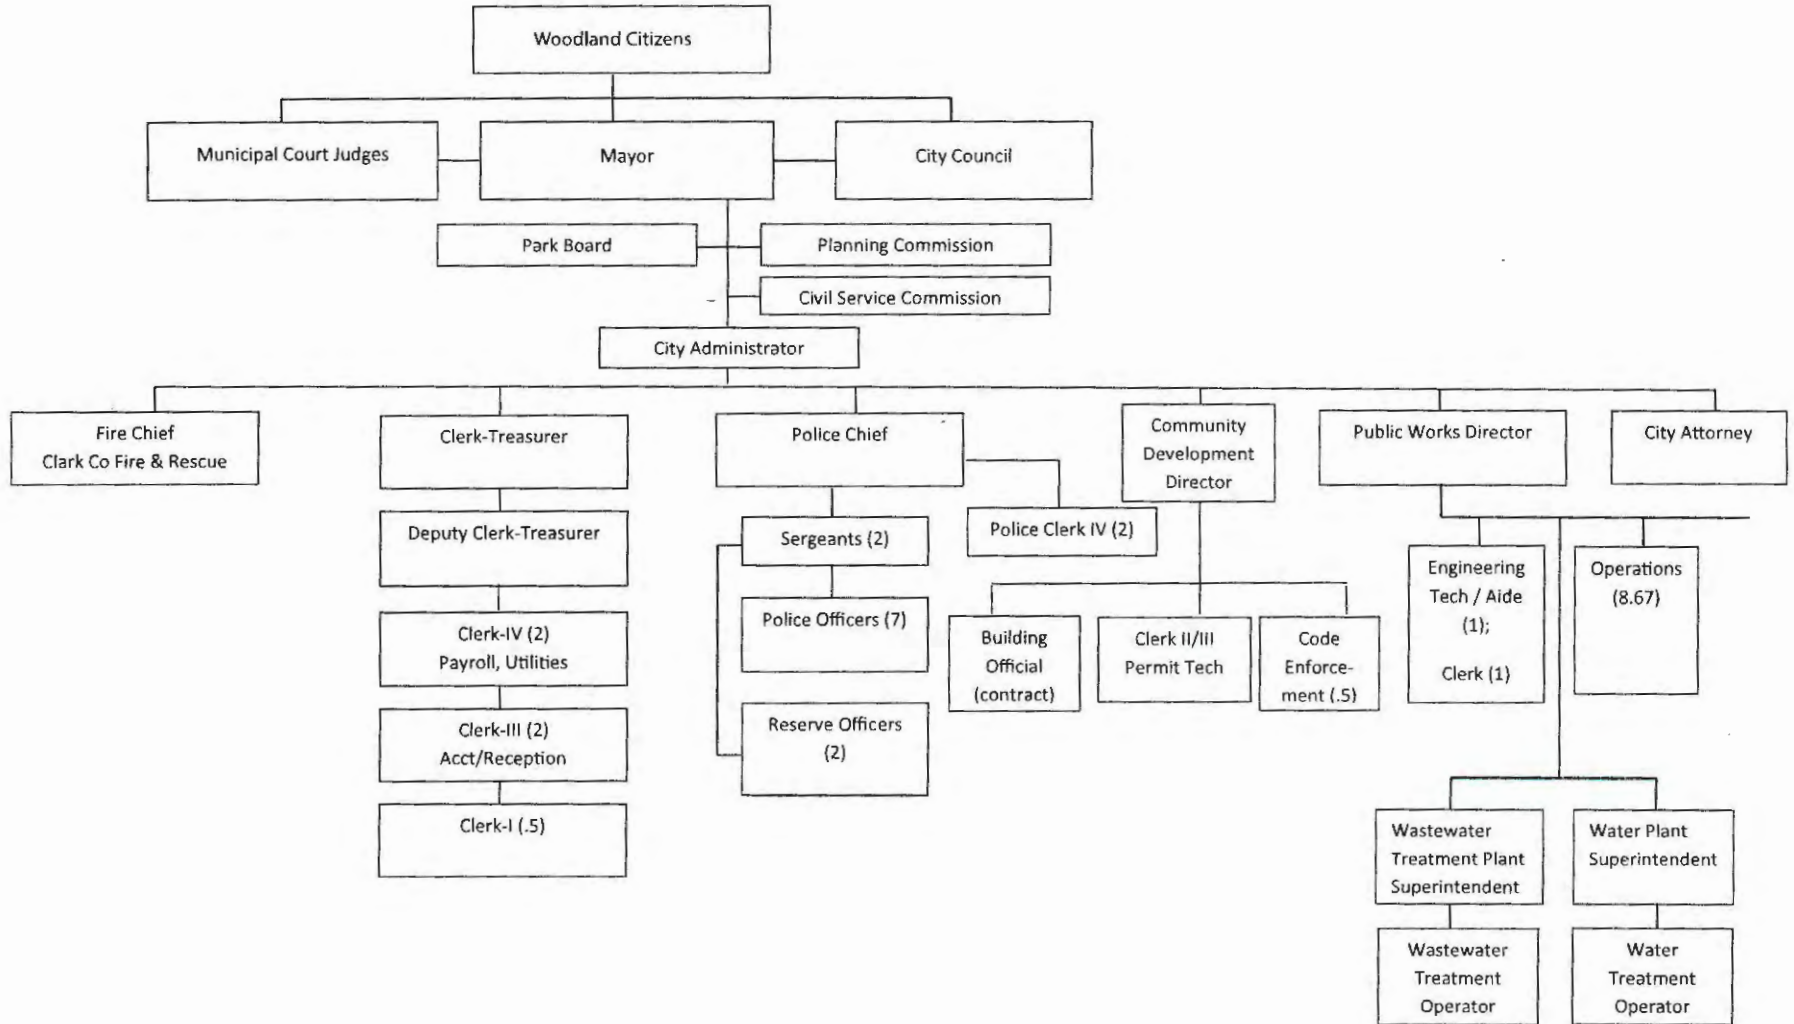 Woodland Citizens
Municipal Court Judges
Mayor
City Council
Park Board
Planning Commission
Civil Service Commission
City Administrator
Fire Chief
Clark Co Fire & Rescue
Clerk-Treasurer
Police Chief
Community
Development
Director
Public Works Director
City Attorney
Deputy Clerk-Treasurer
Sergeants (2)
Police Clerk IV (2)
Engineering
Tech / Aide
(1);
Clerk (1)
Operations
(8.67)
Clerk-IV (2)
Payroll, Utilities
Police Officers (7)
Building
Official
(contract)
Clerk II/III
Permit Tech
Code
Enforce-
ment (.5)
Clerk-III (2)
Acct/Reception
Reserve Officers
(2)
Clerk-I (.5)
Wastewater
Treatment Plant
Superintendent
Water Plant
Superintendent
Wastewater
Treatment
Operator
Water
Treatment
Operator